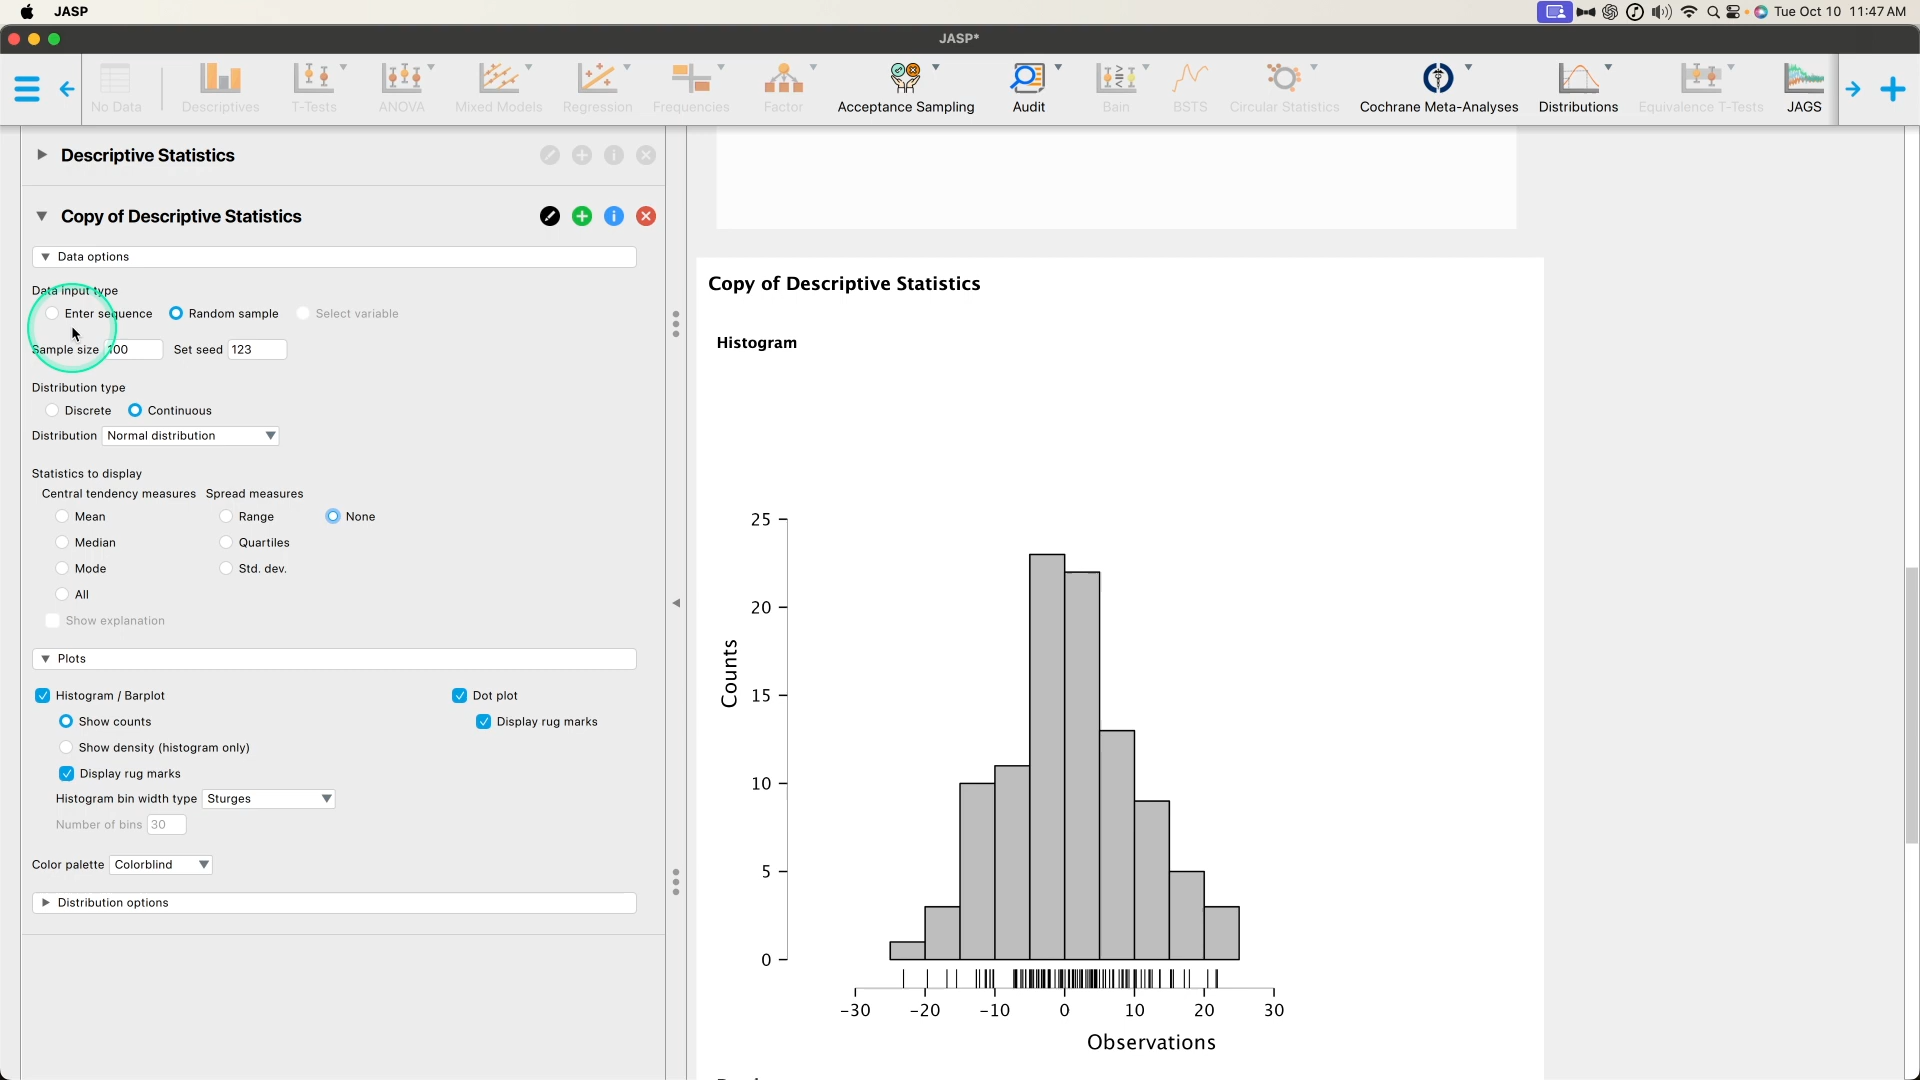 JASP
Tue Oct 10 11:47 AM
JASP*
No Data
Descriptives
T-Tests
ANOVA
Mixed Models
Regression
Frequencies
Factor
Acceptance Sampling
Audit
Bain
BSTS
Circular Statistics
Cochrane Meta-Analyses
Distributions
Equivalence T-Tests
JAGS
Descriptive Statistics
Copy of Descriptive Statistics
Data options
Data input type
Enter sequence Random sample Select variable
Sample size 100 Set seed 123
Distribution type
Discrete Continuous
Distribution Normal distribution
Statistics to display
Central tendency measures Spread measures
Mean Range None
Median Quartiles
Mode Std. dev.
All
Show explanation
Plots
Histogram / Barplot Dot plot
Show counts Display rug marks
Show density (histogram only)
Display rug marks
Histogram bin width type Sturges
Number of bins 30
Color palette Colorblind
Distribution options
Copy of Descriptive Statistics
Histogram
25
20
15
10
5
0
Counts
-30 -20 -10 0 10 20 30
Observations